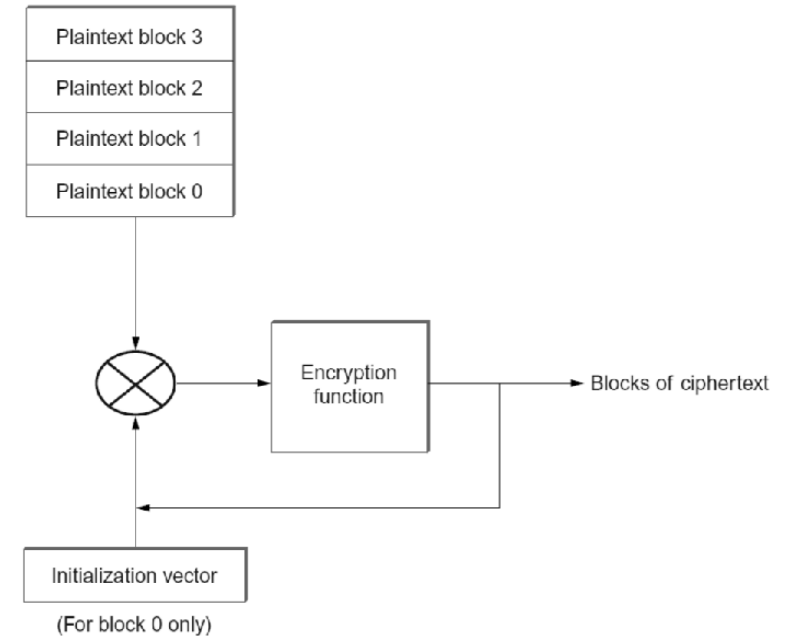 Plaintext block 3
Plaintext block 2
Plaintext block 1
Plaintext block 0
Encryption
function
Blocks of ciphertext
Initialization vector
(For block 0 only)